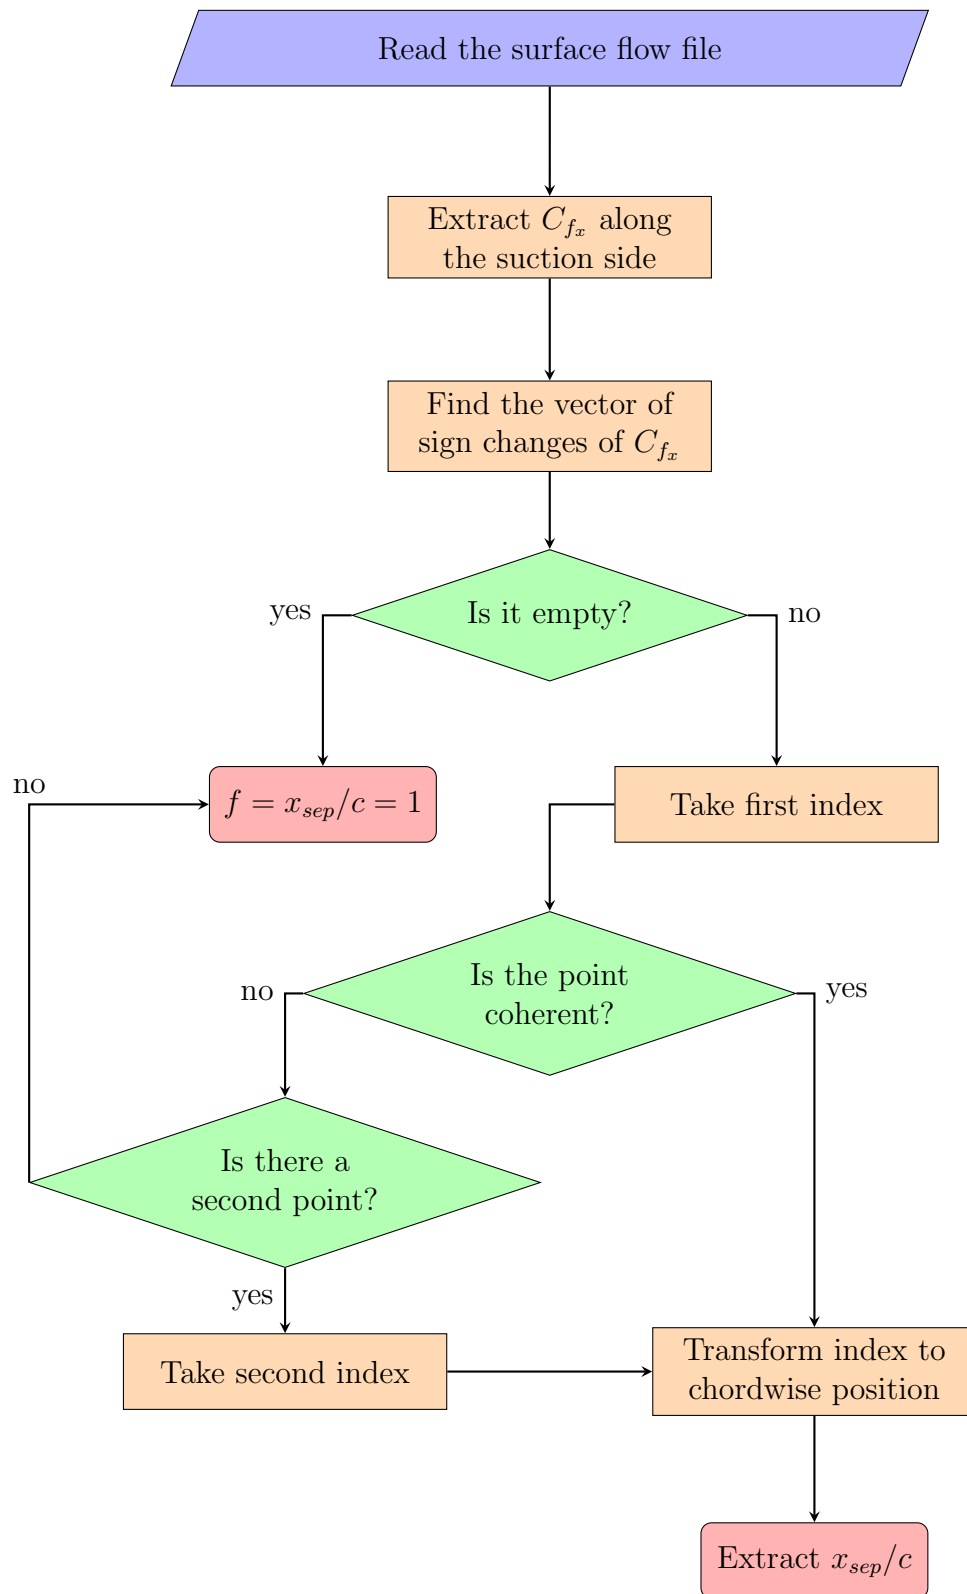 Read the surface flow file
Extract $C_{f_x}$ along
the suction side
Find the vector of
sign changes of $C_{f_x}$
Is it empty?
yes
no
$f = x_{sep}/c = 1$
Take first index
no
Is the point
coherent?
no
yes
Is there a
second point?
yes
Take second index
Transform index to
chordwise position
Extract $x_{sep}/c$